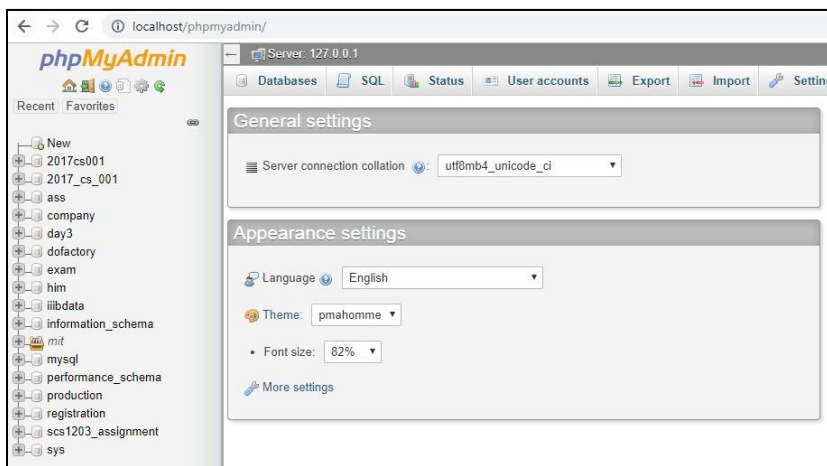 localhost/phpmyadmin/
phpMyAdmin
Recent Favorites
New
2017cs001
2017_cs_001
ass
company
day3
dofactory
exam
him
iiibdata
information_schema
mit
mysql
performance_schema
production
registration
scs1203_assignment
sys
Server: 127.0.0.1
Databases SQL Status User accounts Export Import Settin
General settings
Server connection collation : utf8mb4_unicode_ci
Appearance settings
Language English
Theme: pmahomme
• Font size: 82%
More settings